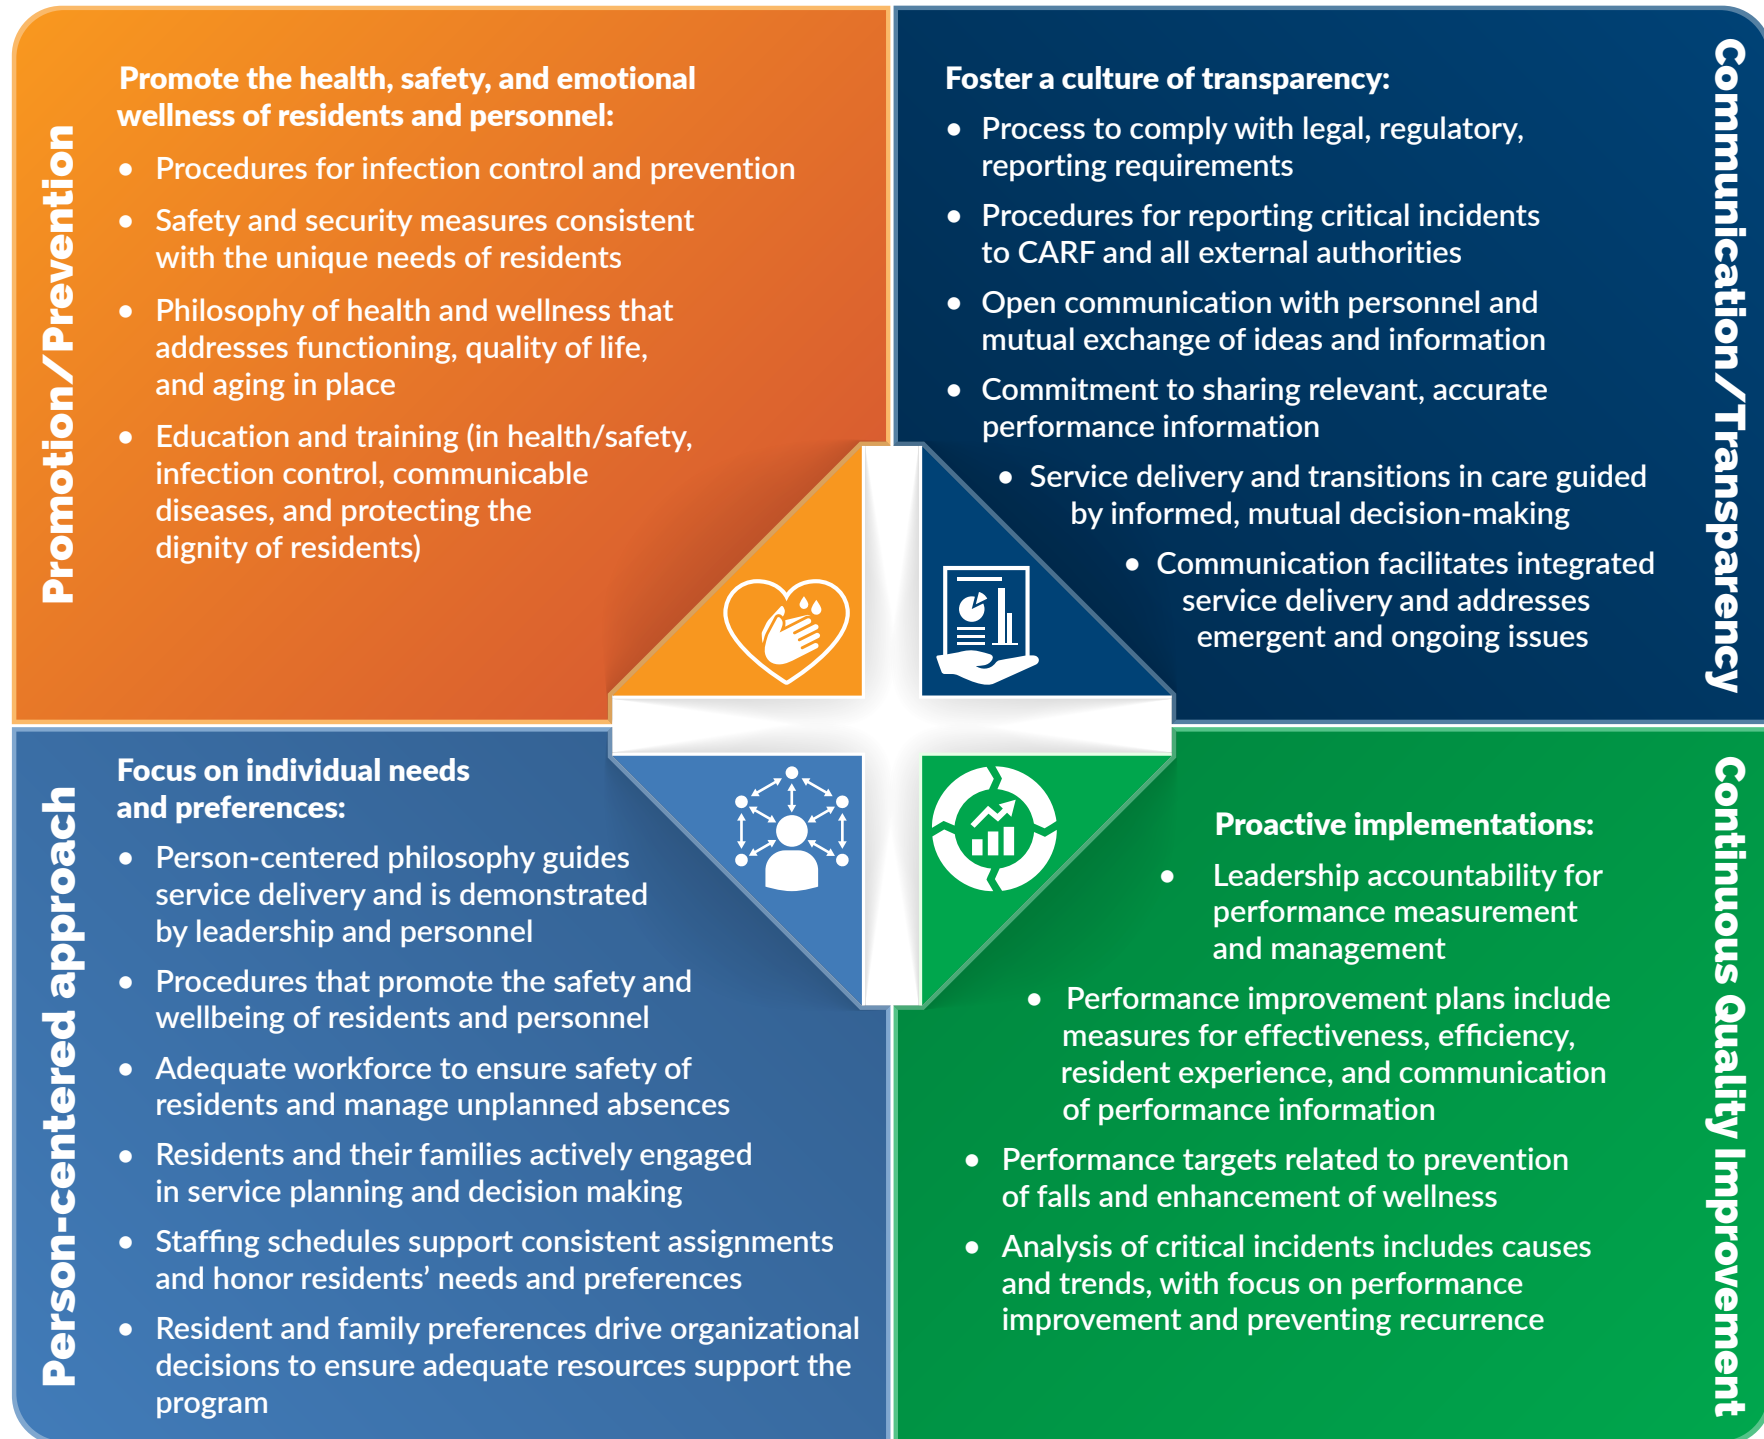 Promotion/Prevention
Promote the health, safety, and emotional
wellness of residents and personnel:
• Procedures for infection control and prevention
• Safety and security measures consistent
with the unique needs of residents
• Philosophy of health and wellness that
addresses functioning, quality of life,
and aging in place
• Education and training (in health/safety,
infection control, communicable
diseases, and protecting the
dignity of residents)
Communication/Transparency
Foster a culture of transparency:
• Process to comply with legal, regulatory,
reporting requirements
• Procedures for reporting critical incidents
to CARF and all external authorities
• Open communication with personnel and
mutual exchange of ideas and information
• Commitment to sharing relevant, accurate
performance information
• Service delivery and transitions in care guided
by informed, mutual decision-making
• Communication facilitates integrated
service delivery and addresses
emergent and ongoing issues
Person-centered approach
Focus on individual needs
and preferences:
• Person-centered philosophy guides
service delivery and is demonstrated
by leadership and personnel
• Procedures that promote the safety and
wellbeing of residents and personnel
• Adequate workforce to ensure safety of
residents and manage unplanned absences
• Residents and their families actively engaged
in service planning and decision making
• Staffing schedules support consistent assignments
and honor residents’ needs and preferences
• Resident and family preferences drive organizational
decisions to ensure adequate resources support the
program
Continuous Quality Improvement
Proactive implementations:
• Leadership accountability for
performance measurement
and management
• Performance improvement plans include
measures for effectiveness, efficiency,
resident experience, and communication
of performance information
• Performance targets related to prevention
of falls and enhancement of wellness
• Analysis of critical incidents includes causes
and trends, with focus on performance
improvement and preventing recurrence